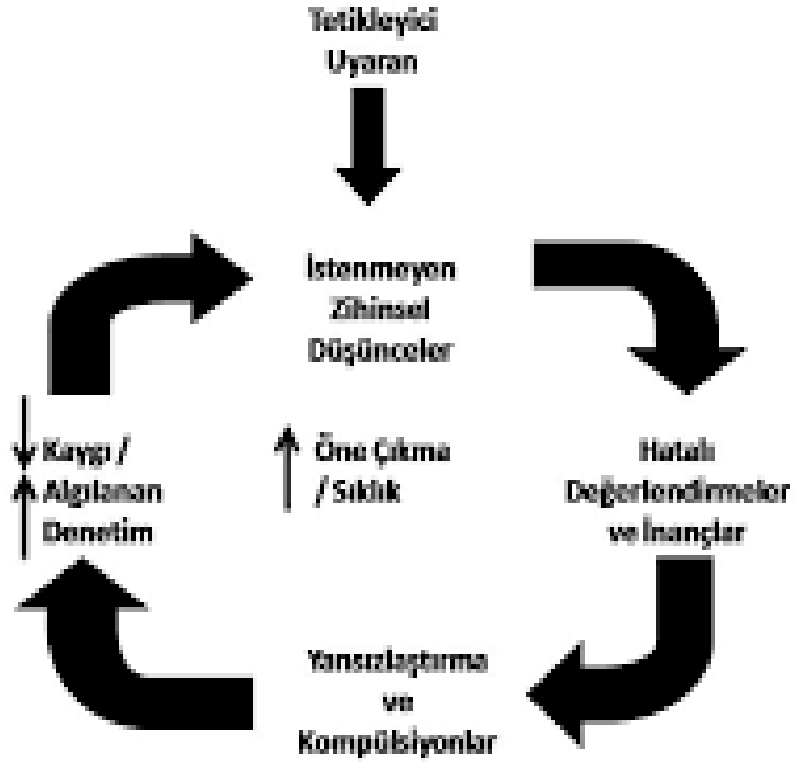 Tetikleyici
Uyaran
İstenmeyen
Zihinsel
Düşünceler
↓ Kaygı /
↑ Algılanan
Denetim
↑ Öne Çıkma
/ Sıklık
Hatalı
Değerlendirmeler
ve İnançlar
Yansızlaştırma
ve
Kompülsiyonlar